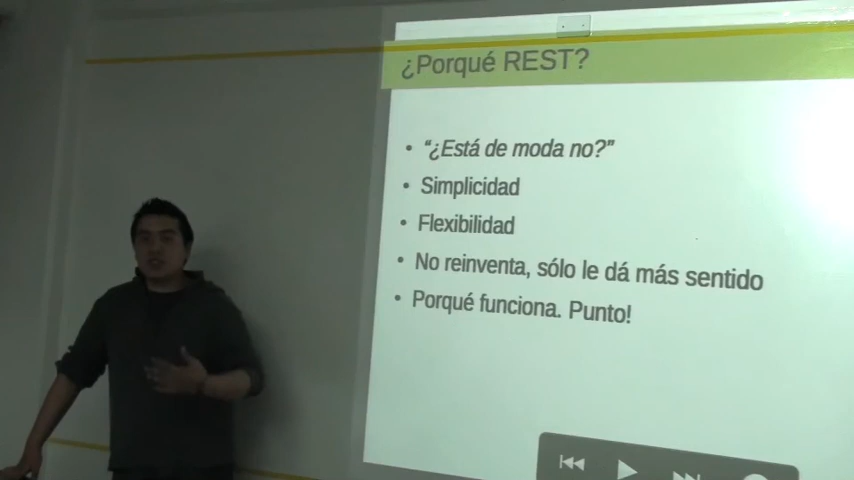 ¿Porqué REST?
• “¿Está de moda no?”
• Simplicidad
• Flexibilidad
• No reinventa, sólo le dá más sentido
• Porqué funciona. Punto!